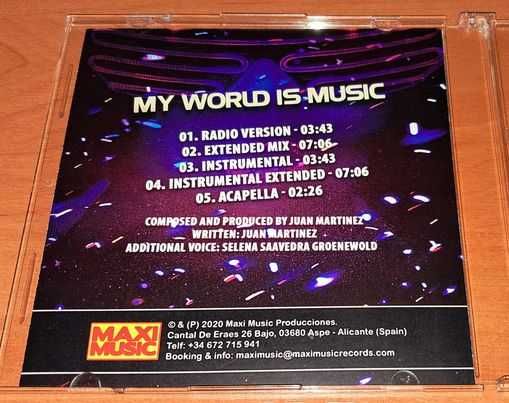 MY WORLD IS MUSIC
01. RADIO VERSION - 03:43
02. EXTENDED MIX - 07:06
03. INSTRUMENTAL - 03:43
04. INSTRUMENTAL EXTENDED - 07:06
05. ACAPELLA - 02:26
COMPOSED AND PRODUCED BY JUAN MARTINEZ
WRITTEN: JUAN MARTINEZ
ADDITIONAL VOICE: SELENA SAAVEDRA GROENEWOLD
MAXI
MUSIC
© & (P) 2020 Maxi Music Producciones.
Cantal De Eraes 26 Bajo, 03680 Aspe - Alicante (Spain)
Telf: +34 672 715 941
Booking & info: maximusic@maximusicrecords.com